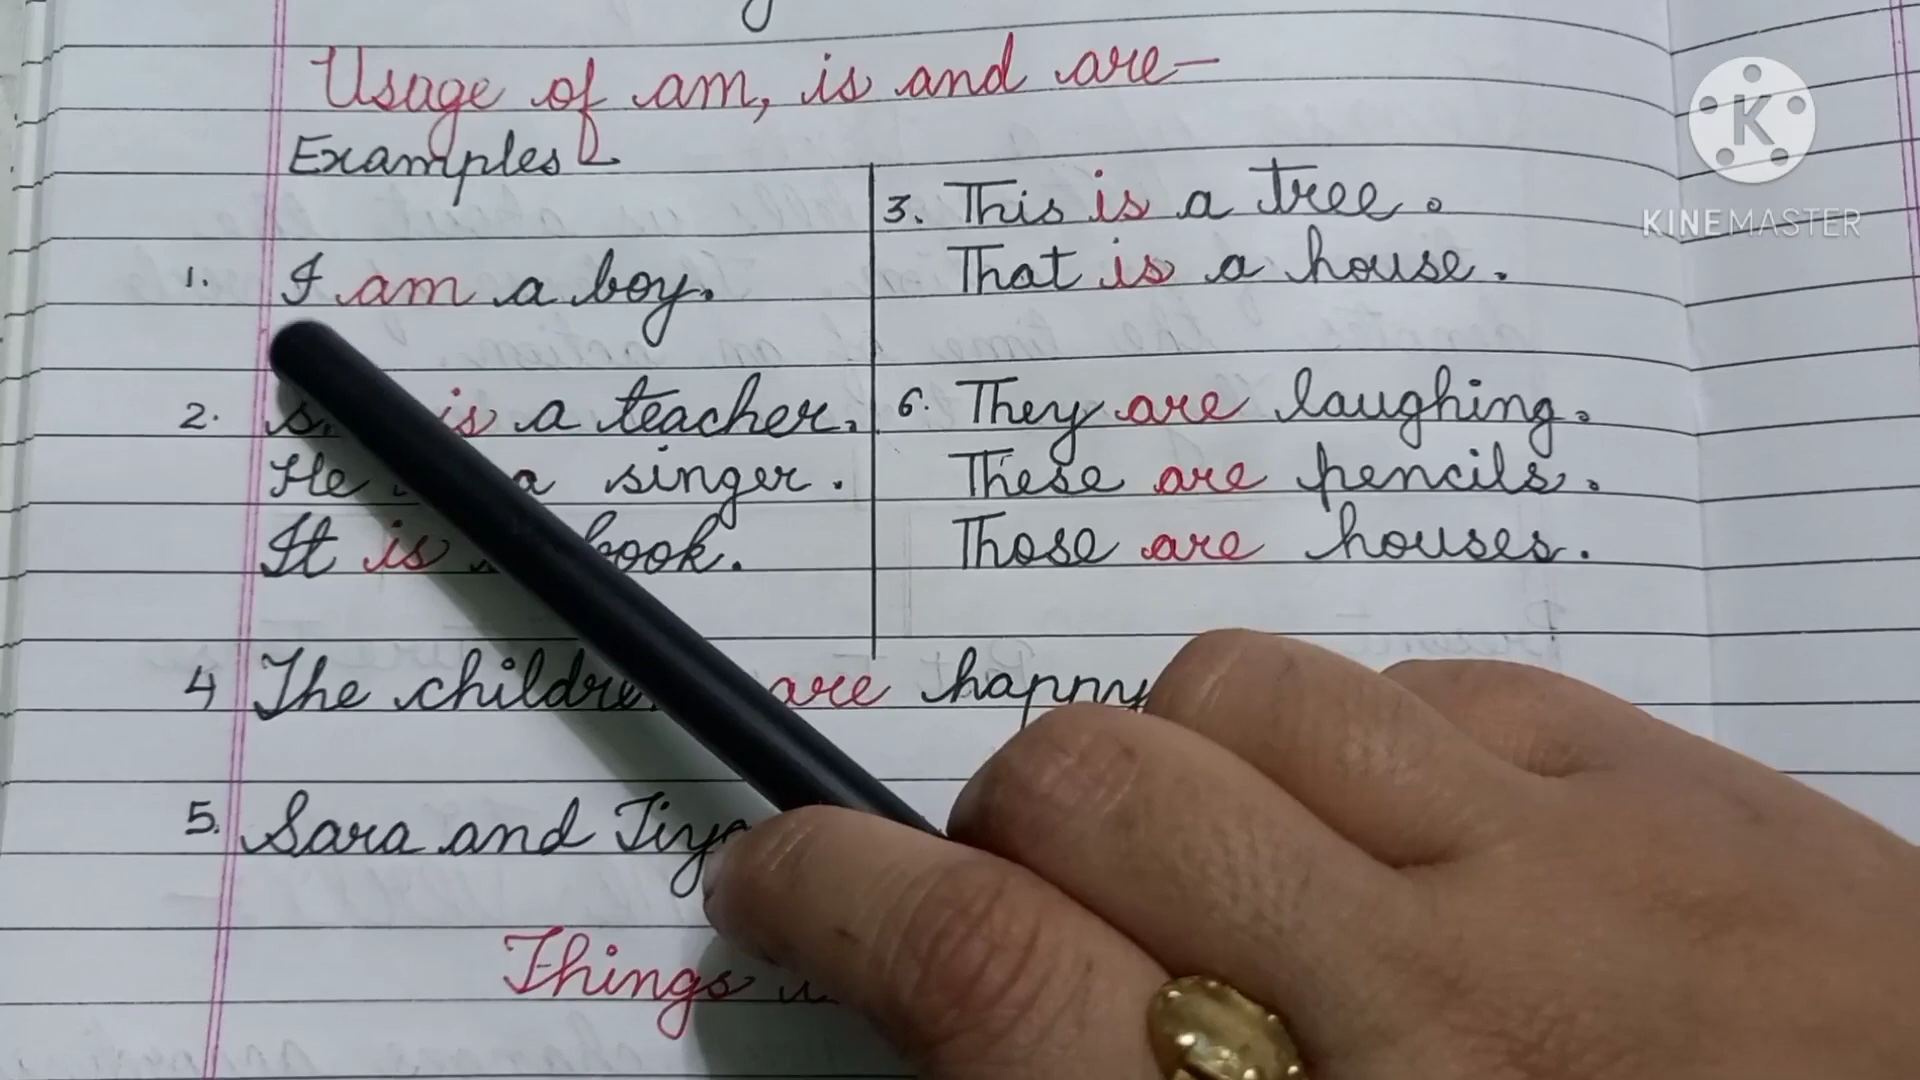 Usage of am, is and are-
Examples
1. I am a boy.
2. is a teacher.
He a singer.
It is book.
3. This is a tree.
That is a house.
6. They are laughing.
These are pencils.
Those are houses.
4 The are happy
5. Sara and
Things
KINEMASTER